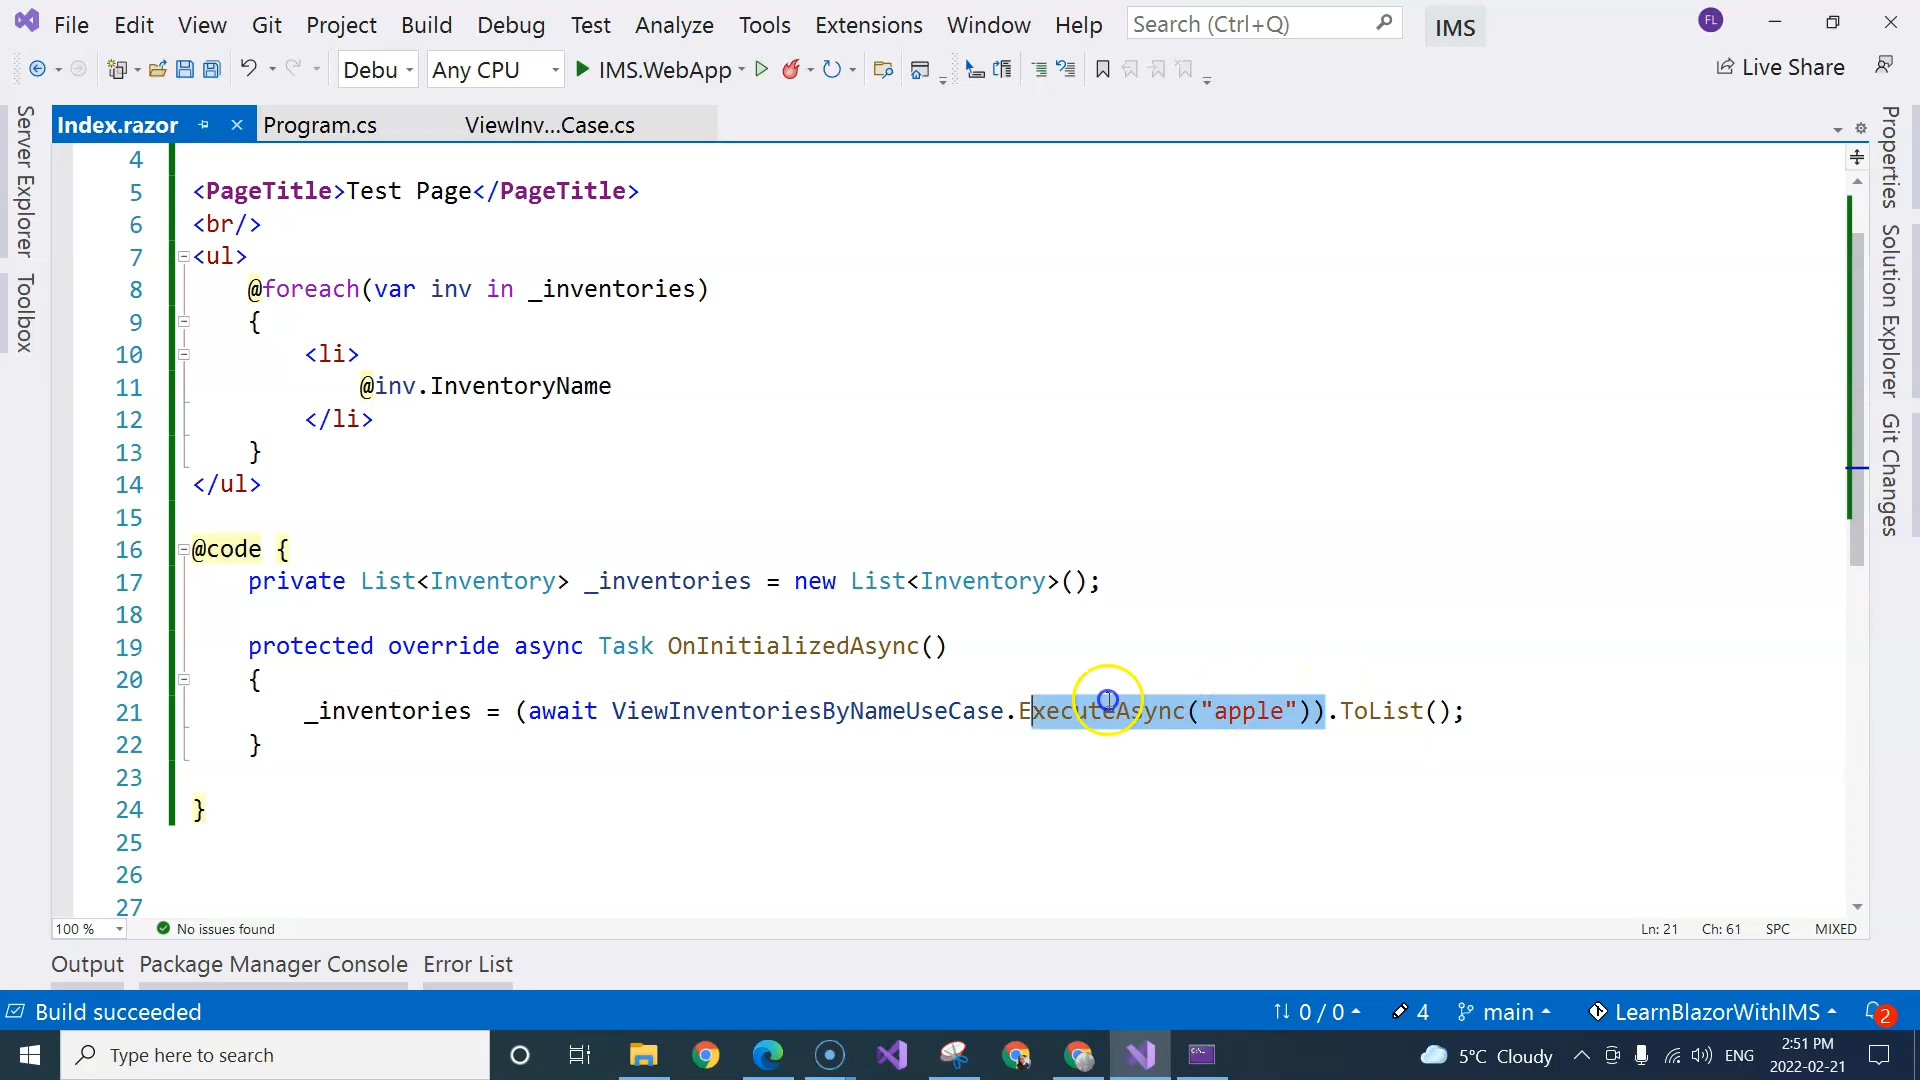 File Edit View Git Project Build Debug Test Analyze Tools Extensions Window Help Search (Ctrl+Q) IMS FL
Debu Any CPU IMS.WebApp Live Share
Server Explorer
Toolbox
Index.razor Program.cs ViewInv...Case.cs
4
5 <PageTitle>Test Page</PageTitle>
6 <br/>
7 <ul>
8 @foreach(var inv in _inventories)
9 {
10 <li>
11 @inv.InventoryName
12 </li>
13 }
14 </ul>
15
16 @code {
17 private List<Inventory> _inventories = new List<Inventory>();
18
19 protected override async Task OnInitializedAsync()
20 {
21 _inventories = (await ViewInventoriesByNameUseCase.ExecuteAsync("apple")).ToList();
22 }
23
24 }
25
26
27
Properties
Solution Explorer
Git Changes
100 % No issues found Ln: 21 Ch: 61 SPC MIXED
Output Package Manager Console Error List
Build succeeded 0 / 0 4 main LearnBlazorWithIMS 2
Type here to search 5°C Cloudy ENG 2:51 PM
2022-02-21